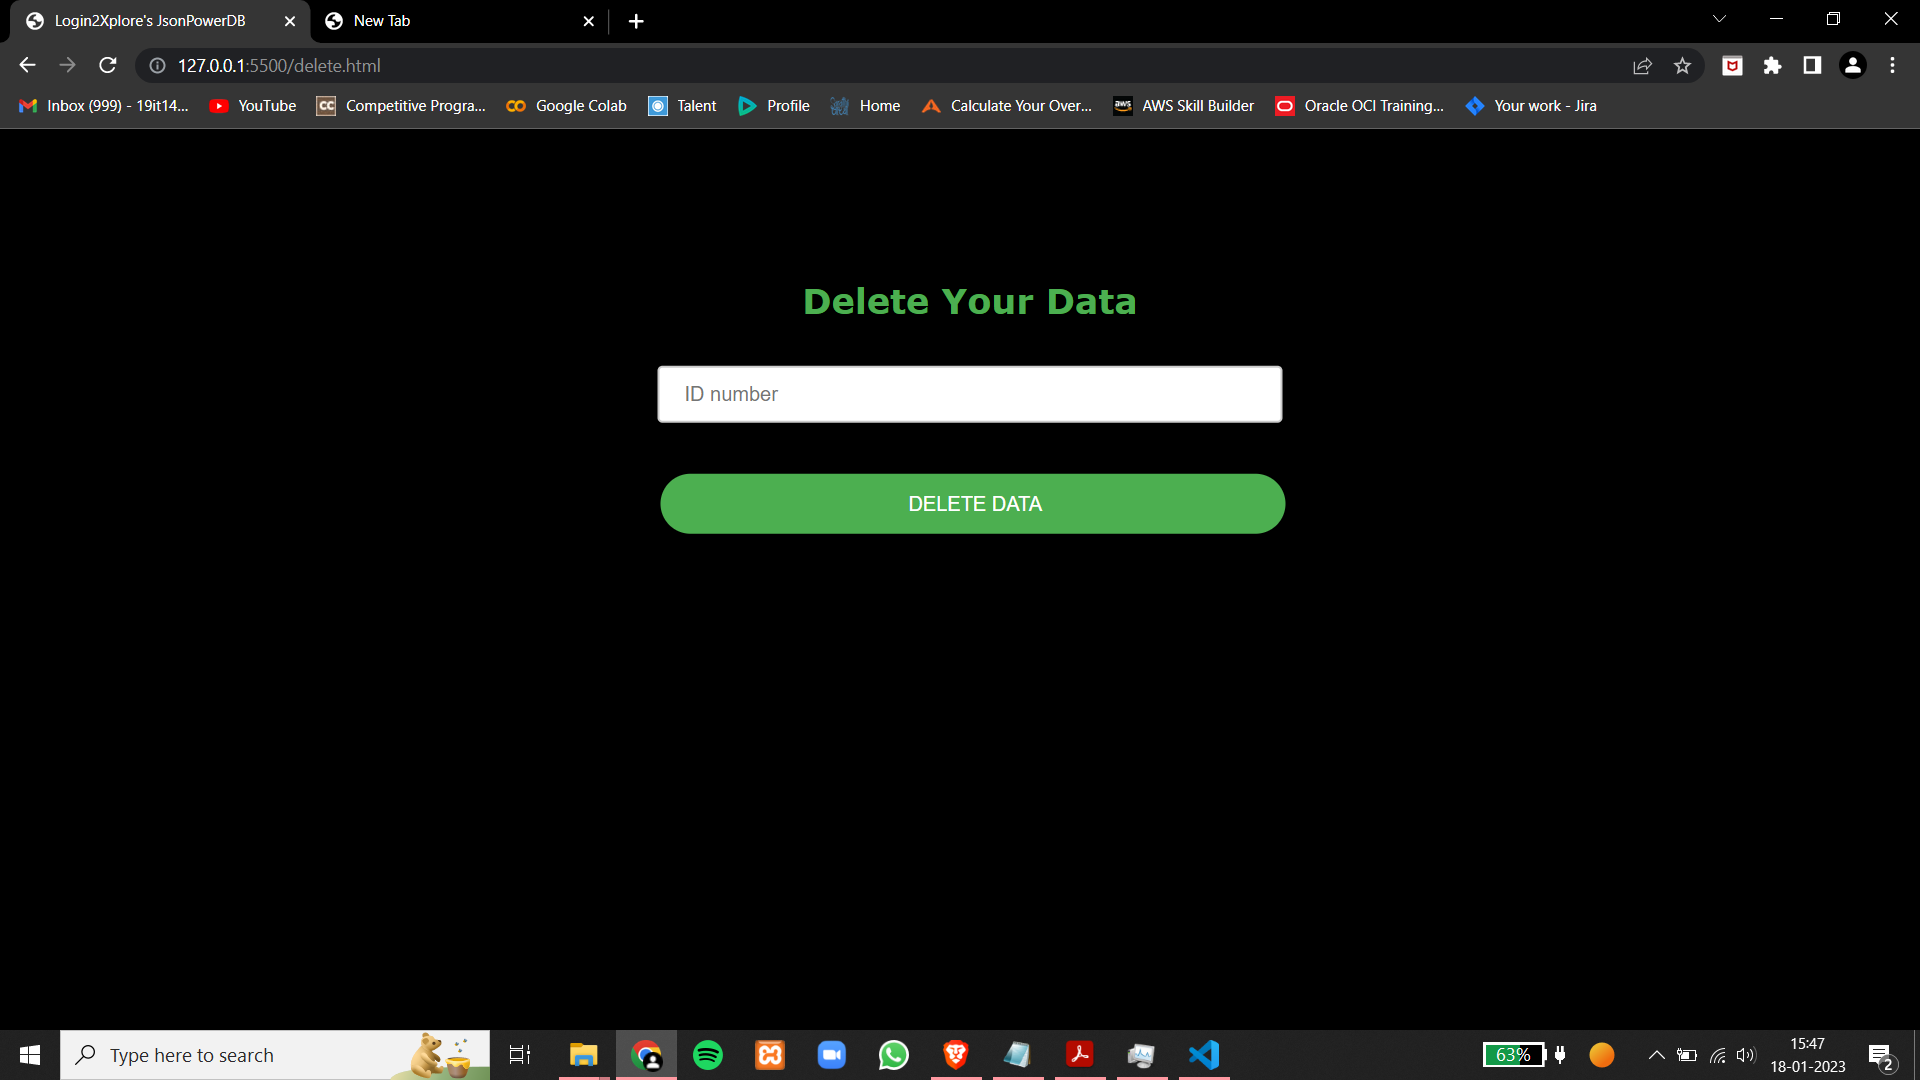 Login2Xplore's JsonPowerDB
New Tab
127.0.0.1:5500/delete.html
Inbox (999) - 19it14...
YouTube
CC
Competitive Progra...
Google Colab
Talent
Profile
Home
Calculate Your Over...
aws
AWS Skill Builder
Oracle OCI Training...
Your work - Jira
Delete Your Data
ID number
DELETE DATA
Type here to search
63%
15:47
18-01-2023
2